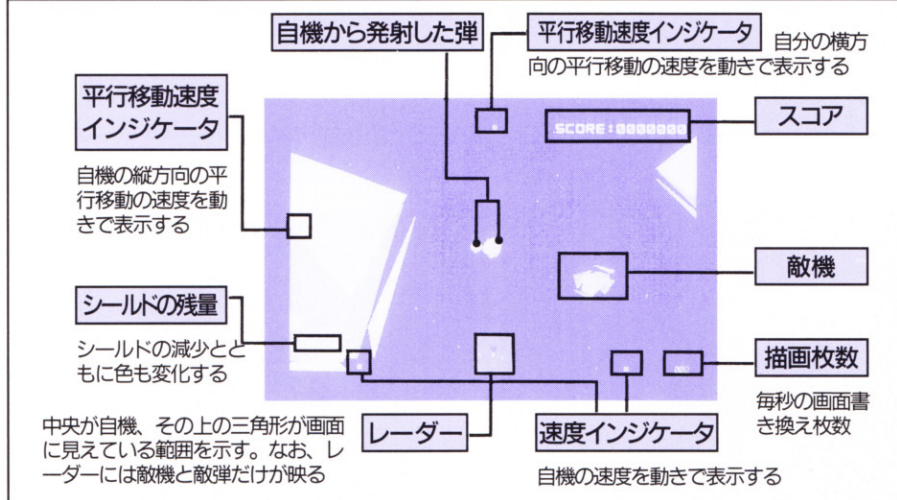 自機から発射した弾
平行移動速度インジケータ
自分の横方
向の平行移動の速度を動きで表示する
平行移動速度
インジケータ
自機の縦方向の平
行移動の速度を動
きで表示する
スコア
SCORE:0000000
敵機
シールドの残量
シールドの減少とと
もに色も変化する
描画枚数
毎秒の画面書
き換え枚数
中央が自機、その上の三角形が画面
に見えている範囲を示す。なお、レ
ーダーには敵機と敵弾だけが映る
レーダー
速度インジケータ
自機の速度を動きで表示する